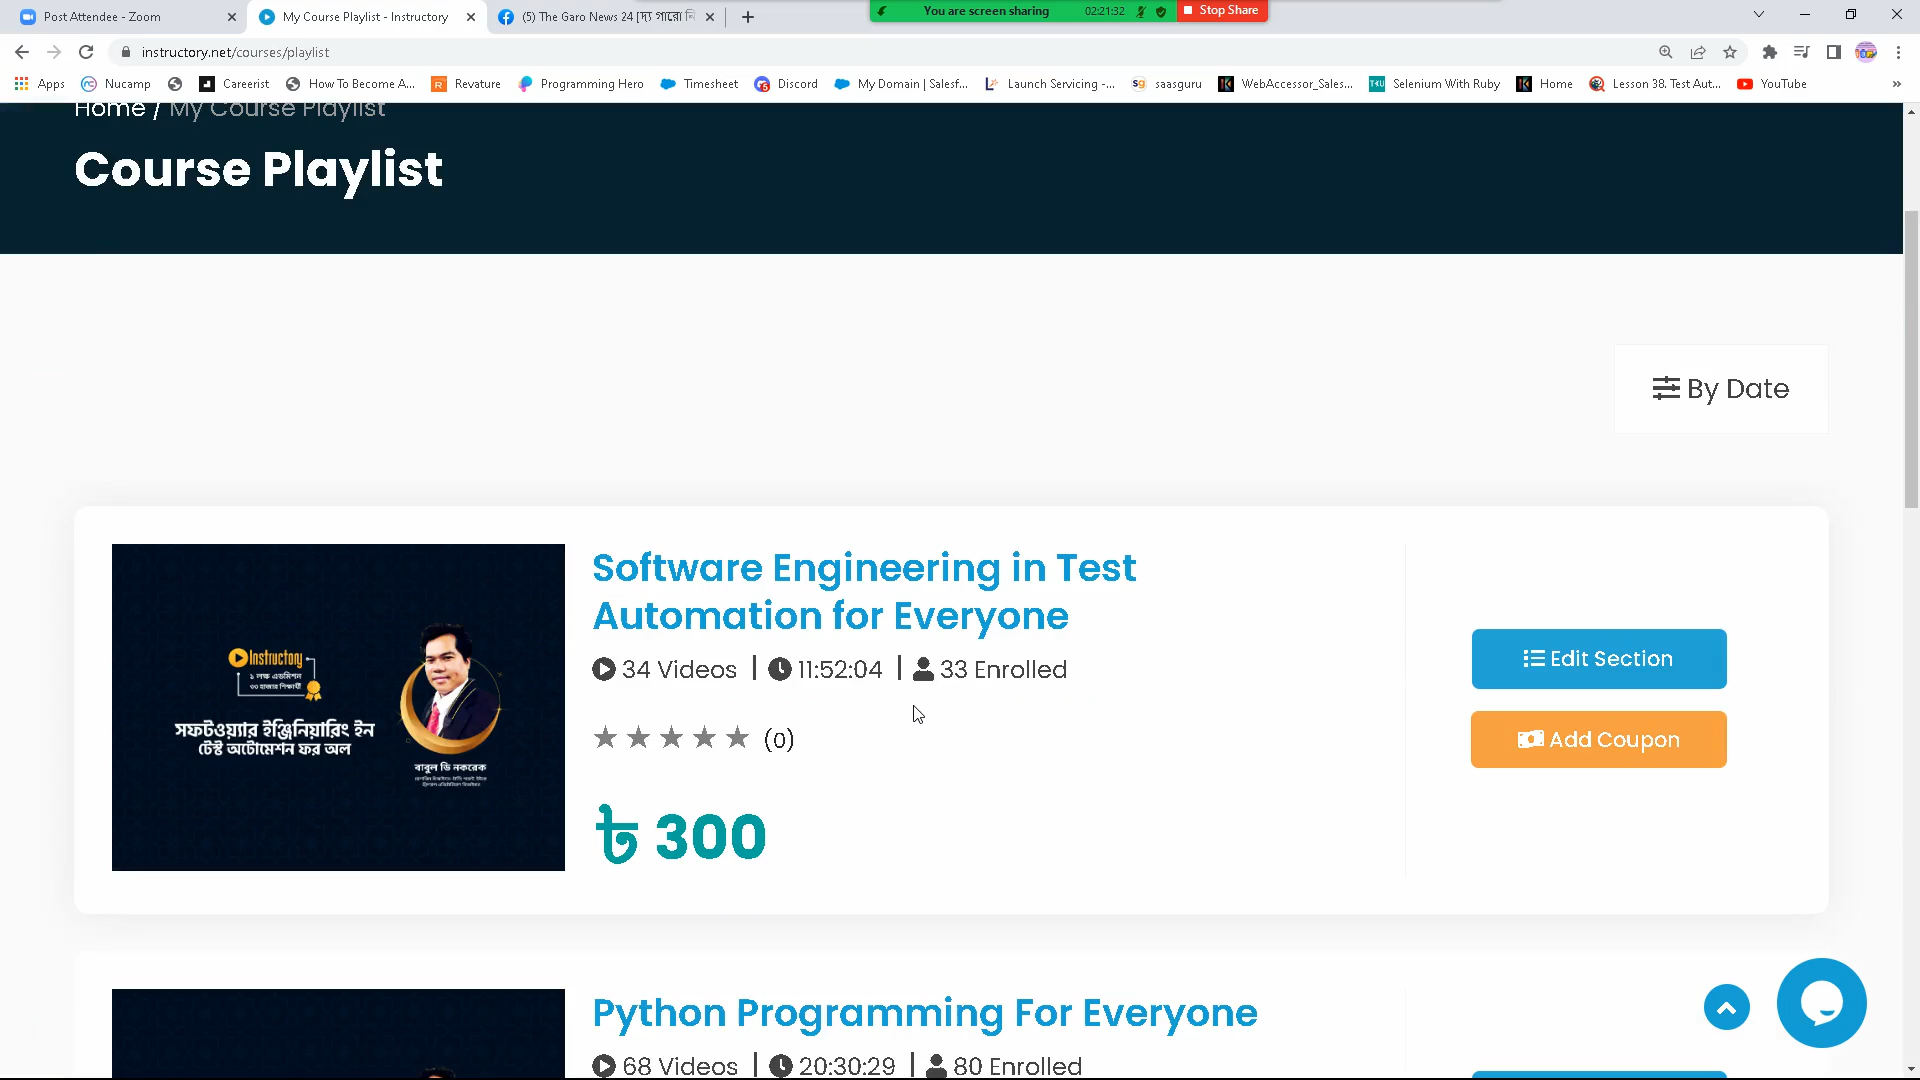 Post Attendee - Zoom
My Course Playlist - Instructory
(5) The Garo News 24 [দ্য গারো
You are screen sharing
02:21:32
Stop Share
instructory.net/courses/playlist
Apps
Nucamp
Careerist
How To Become A...
Revature
Programming Hero
Timesheet
Discord
My Domain | Salesf...
Launch Servicing -...
saasguru
WebAccessor_Sales...
Selenium With Ruby
Home
Lesson 38. Test Aut...
YouTube
Home / My Course Playlist
Course Playlist
By Date
Instructory
১ লক্ষ এডমিশন
সফটওয়্যার ইঞ্জিনিয়ারিং ইন
টেস্ট অটোমেশন ফর অল
বাবুল ডি নকরেক
Software Engineering in Test
Automation for Everyone
34 Videos | 11:52:04 | 33 Enrolled
(0)
৳ 300
Edit Section
Add Coupon
Python Programming For Everyone
68 Videos | 20:30:29 | 80 Enrolled